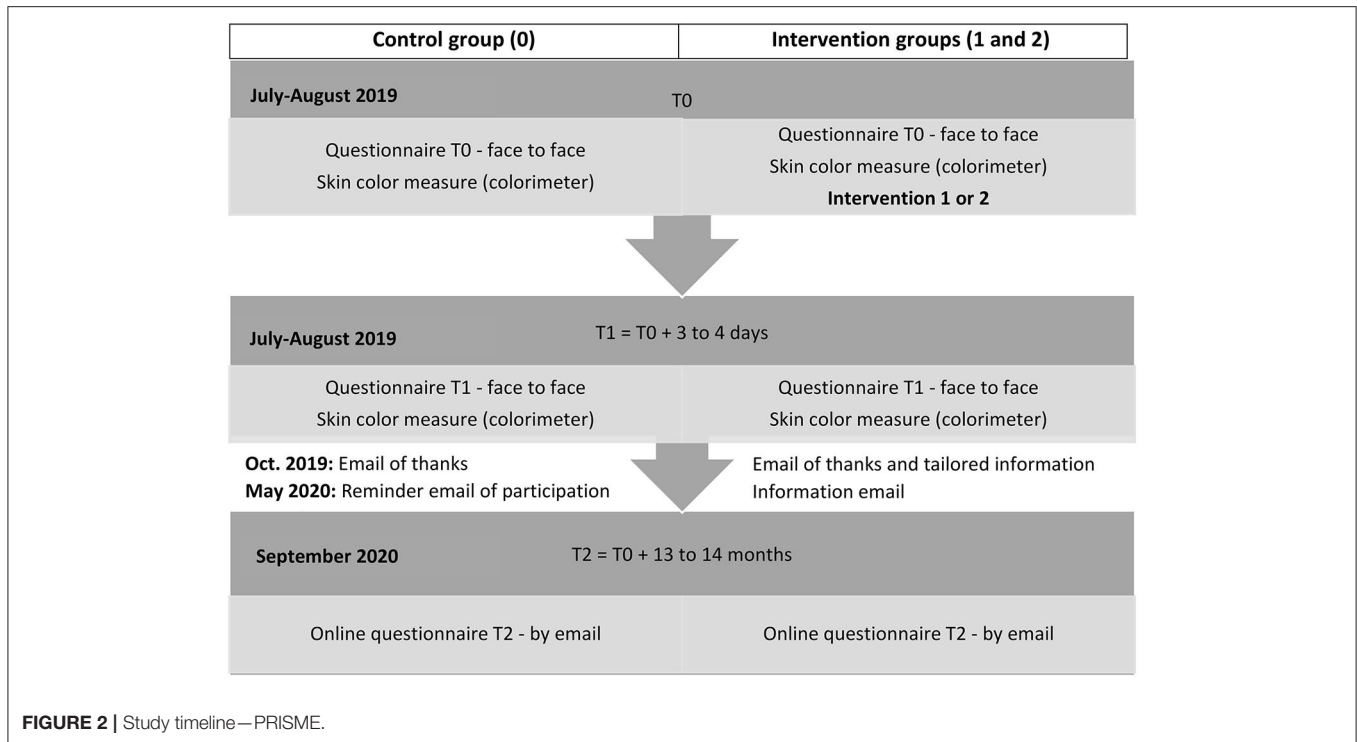 Control group (0) Intervention groups (1 and 2)
July-August 2019 T0
Questionnaire T0 - face to face
Skin color measure (colorimeter)
Questionnaire T0 - face to face
Skin color measure (colorimeter)
Intervention 1 or 2
July-August 2019 T1 = T0 + 3 to 4 days
Questionnaire T1 - face to face
Skin color measure (colorimeter)
Questionnaire T1 - face to face
Skin color measure (colorimeter)
Oct. 2019: Email of thanks
May 2020: Reminder email of participation
Email of thanks and tailored information
Information email
September 2020 T2 = T0 + 13 to 14 months
Online questionnaire T2 - by email
Online questionnaire T2 - by email
FIGURE 2 | Study timeline—PRISME.